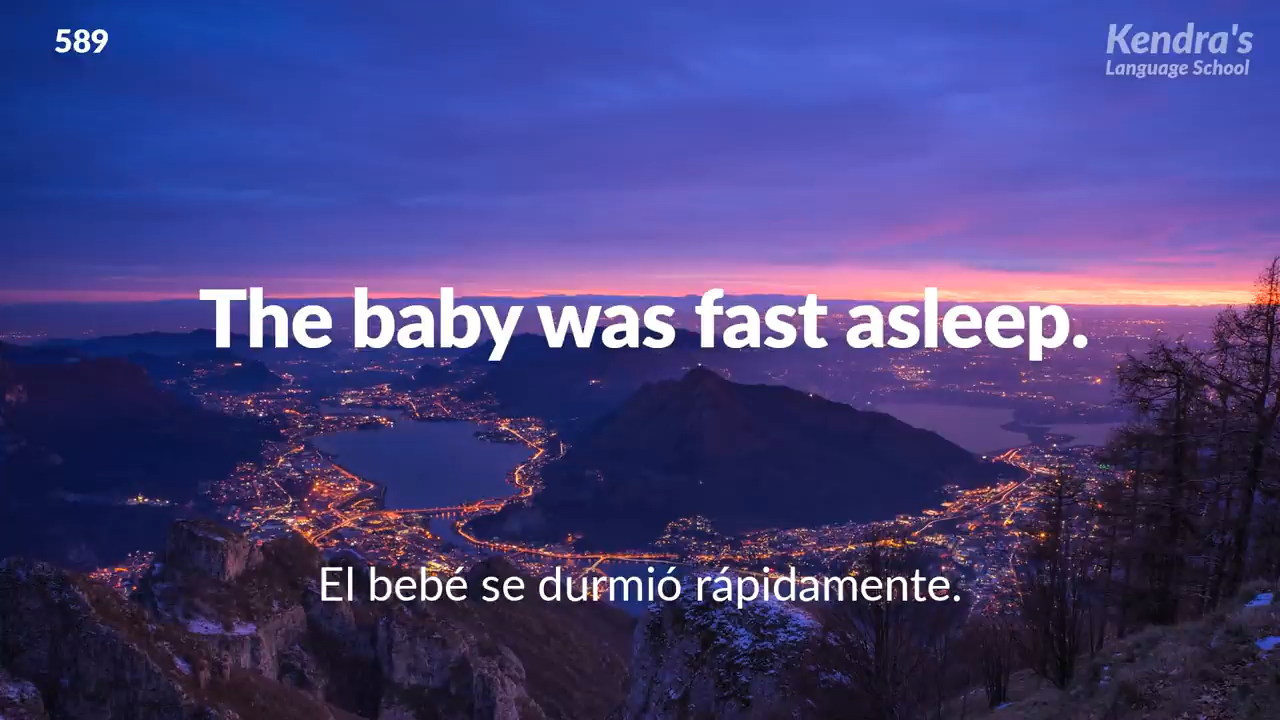 589
Kendra's
Language School
The baby was fast asleep.
El bebé se durmió rápidamente.